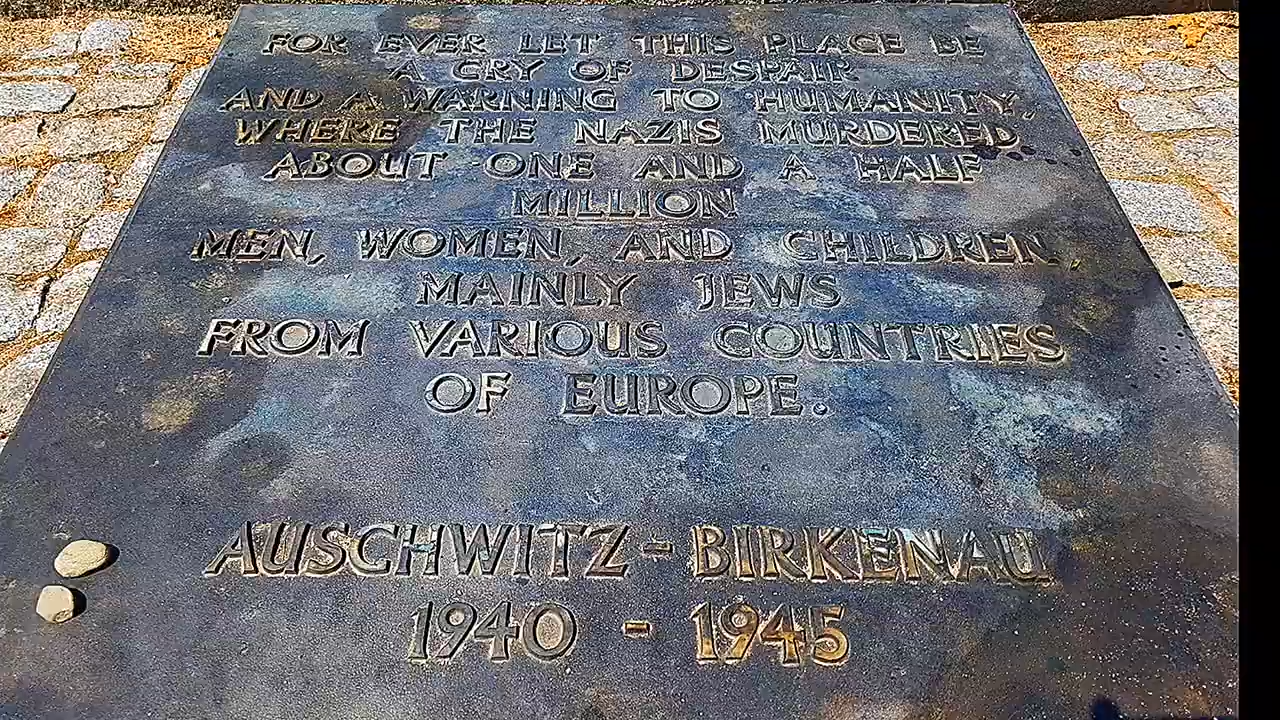 FOR EVER LET THIS PLACE BE
A CRY OF DESPAIR
AND A WARNING TO HUMANITY,
WHERE THE NAZIS MURDERED
ABOUT ONE AND A HALF
MILLION
MEN, WOMEN, AND CHILDREN,
MAINLY JEWS
FROM VARIOUS COUNTRIES
OF EUROPE.
AUSCHWITZ-BIRKENAU
1940 - 1945